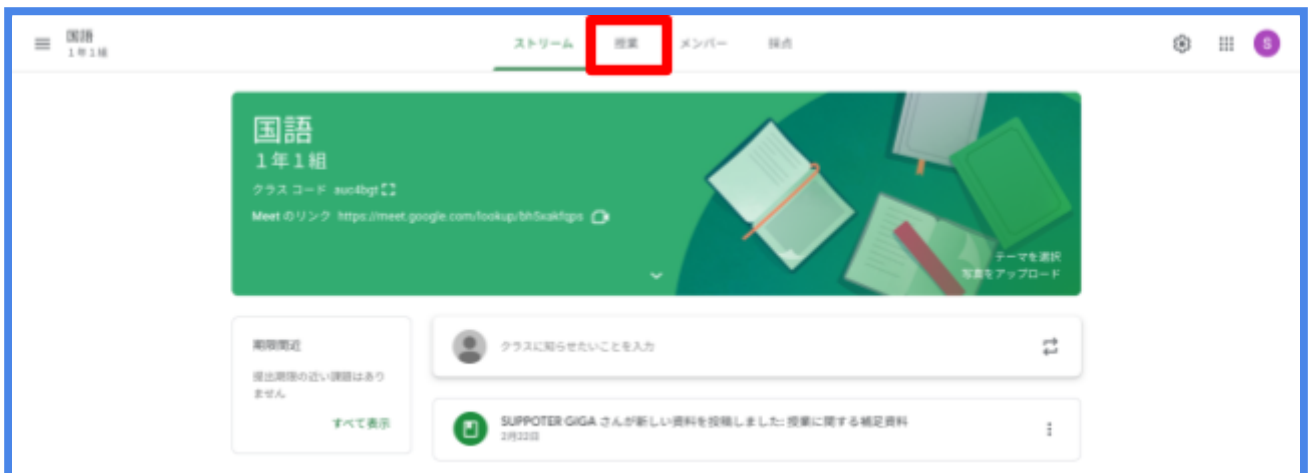 国語
1年1組
ストリーム
授業
メンバー
採点
S
国語
1年1組
クラス コード auc4bgt
Meet のリンク https://meet.google.com/lookup/
テーマを選択
写真をアップロード
期限間近
提出期限の近い課題はあり
ません
すべて表示
クラスに知らせたいことを入力
SUPPOTER GIGA さんが新しい資料を投稿しました: 授業に関する補足資料
2月22日